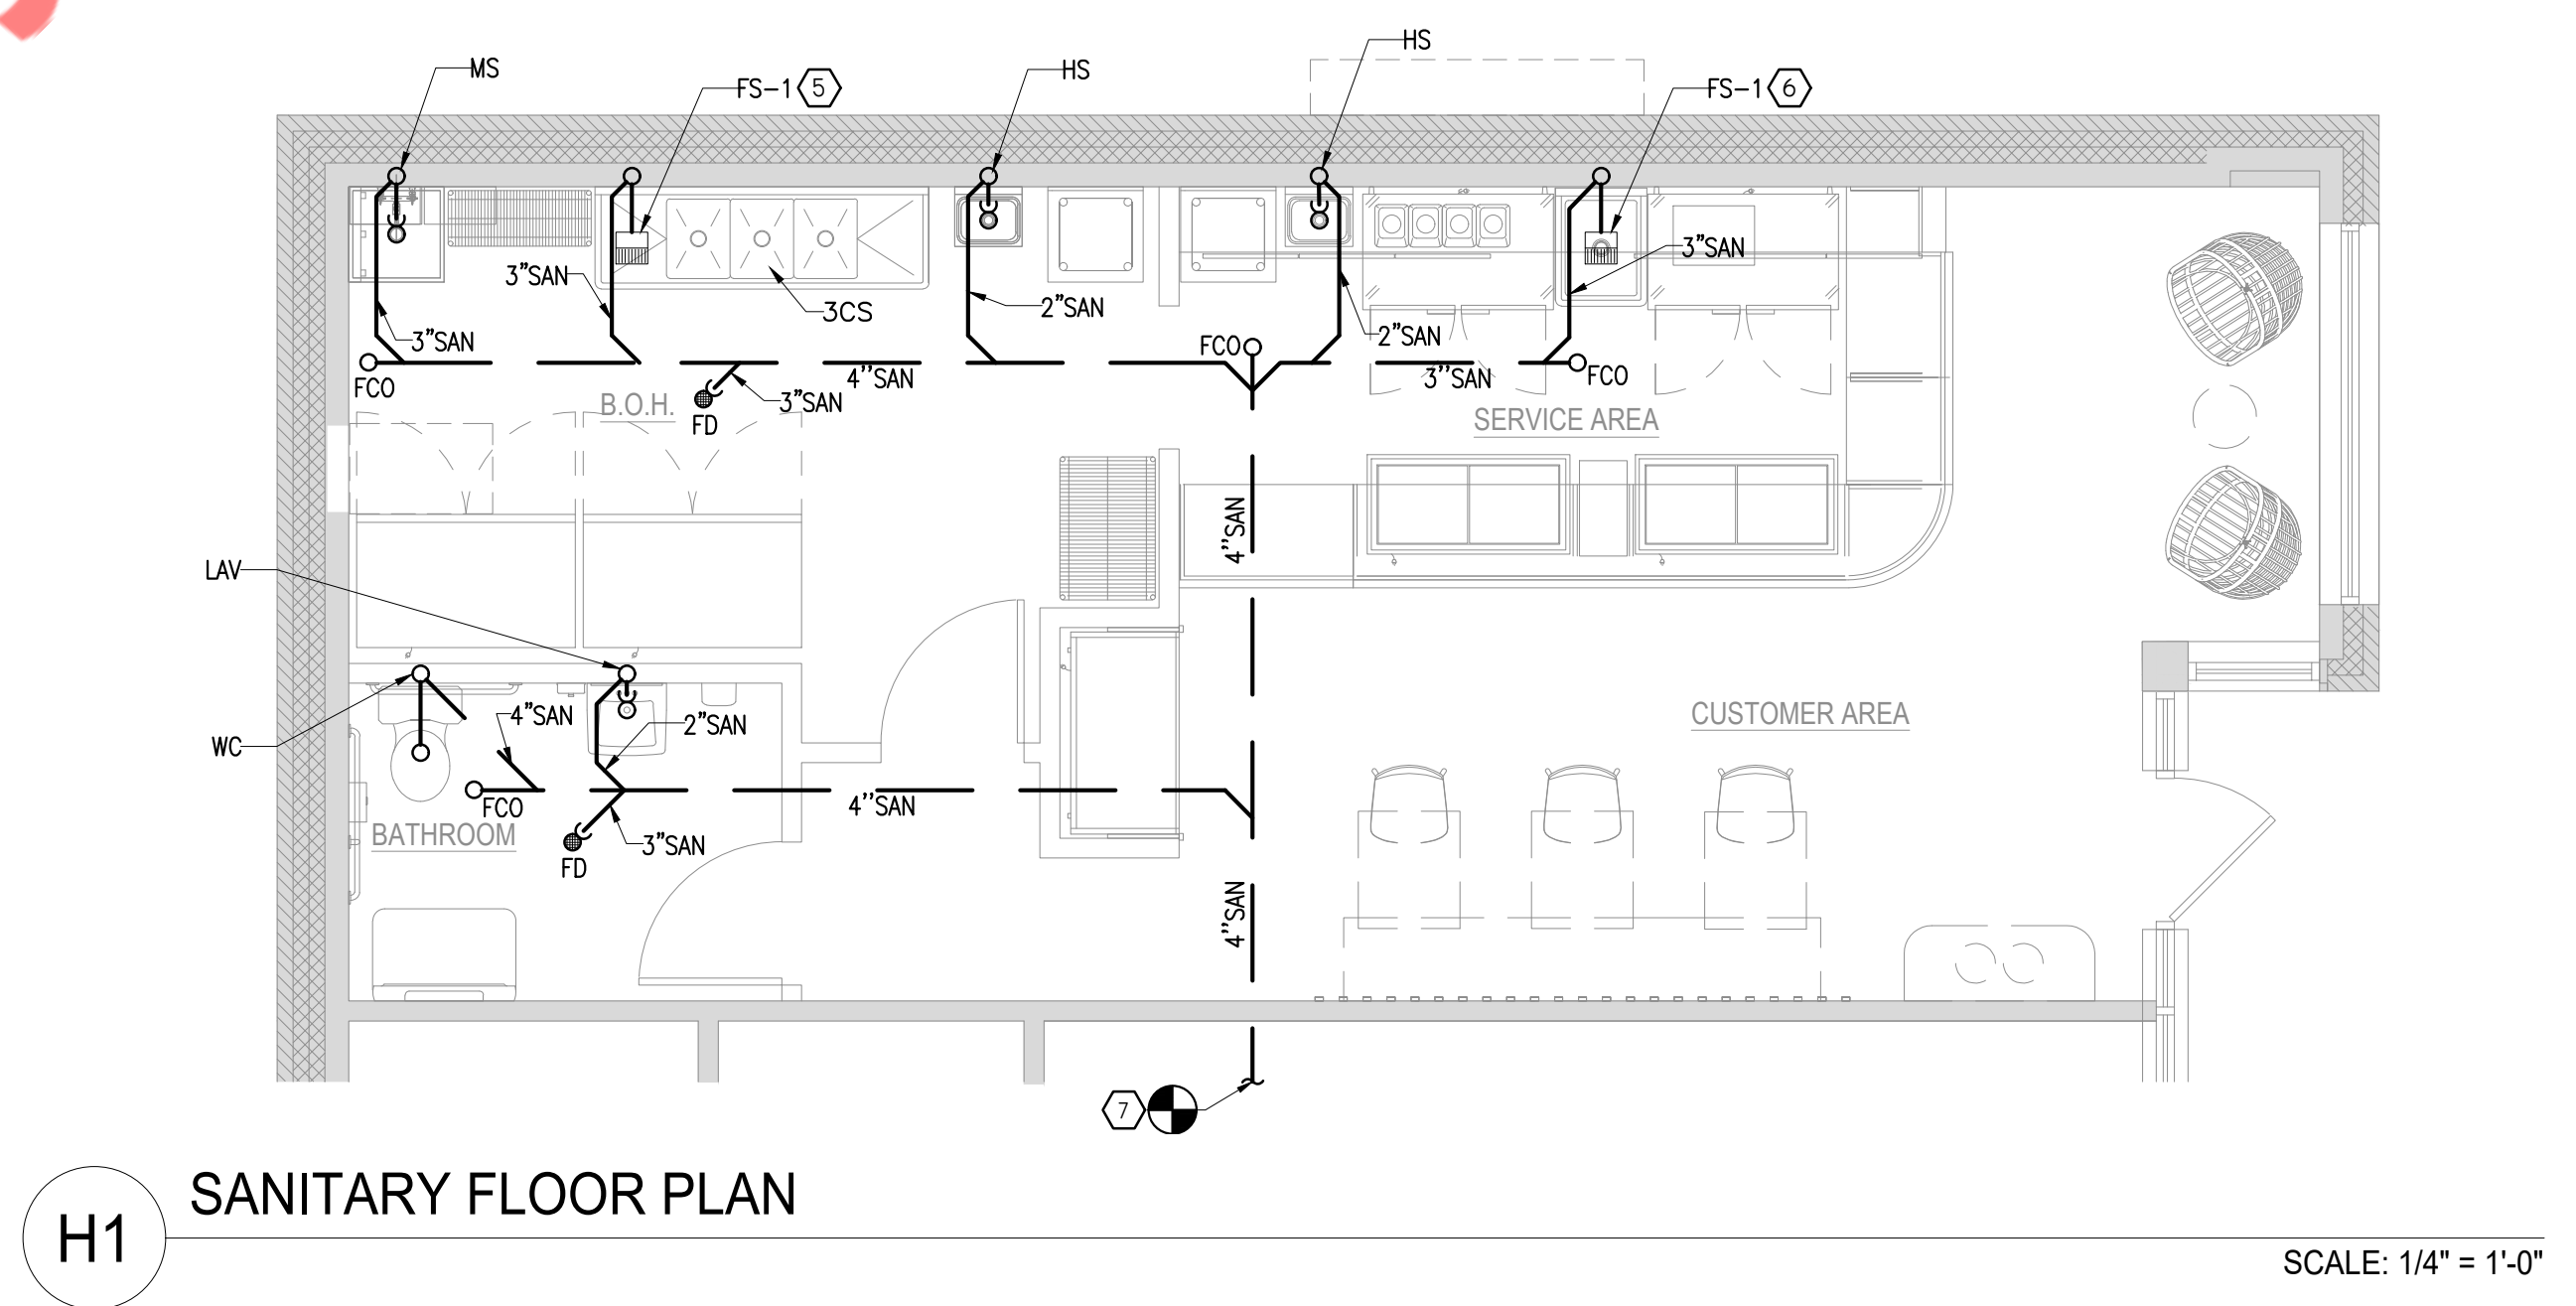 MS
HS
HS
FS-1 5
FS-1 6
3"SAN
3"SAN
2"SAN
3CS
3"SAN
2"SAN
3"SAN
FCO
FCO
4''SAN
3''SAN
FCO
3"SAN
B.O.H.
FD
SERVICE AREA
4''SAN
LAV
WC
4"SAN
2"SAN
CUSTOMER AREA
FCO
4''SAN
BATHROOM
3"SAN
FD
4''SAN
7
H1
SANITARY FLOOR PLAN
SCALE: 1/4" = 1'-0"